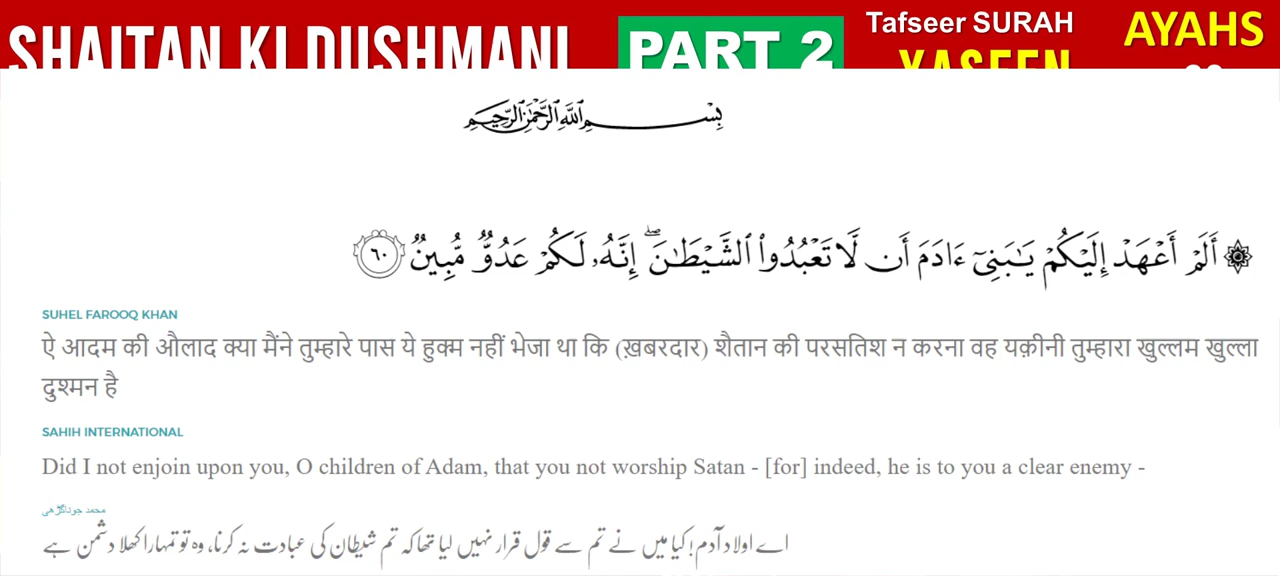 SHAITAN KI DUSHMANI PART 2 Tafseer SURAH AYAHS
YASEEN
بِسْمِ ٱللَّهِ ٱلرَّحْمَٰنِ ٱلرَّحِيمِ
۞ أَلَمْ أَعْهَدْ إِلَيْكُمْ يَـٰبَنِىٓ ءَادَمَ أَن لَّا تَعْبُدُوا۟ ٱلشَّيْطَـٰنَ ۖ إِنَّهُۥ لَكُمْ عَدُوٌّ مُّبِينٌ ٦٠
SUHEL FAROOQ KHAN
ऐ आदम की औलाद क्या मैंने तुम्हारे पास ये हुक्म नहीं भेजा था कि (ख़बरदार) शैतान की परसतिश न करना वह यक़ीनी तुम्हारा खुल्लम खुल्ला
दुश्मन है
SAHIH INTERNATIONAL
Did I not enjoin upon you, O children of Adam, that you not worship Satan - [for] indeed, he is to you a clear enemy -
محمد جوناگڑھی
اے اولاد آدم! کیا میں نے تم سے قول قرار نہیں لیا تھا کہ تم شیطان کی عبادت نہ کرنا، وہ تو تمہارا کھلا دشمن ہے